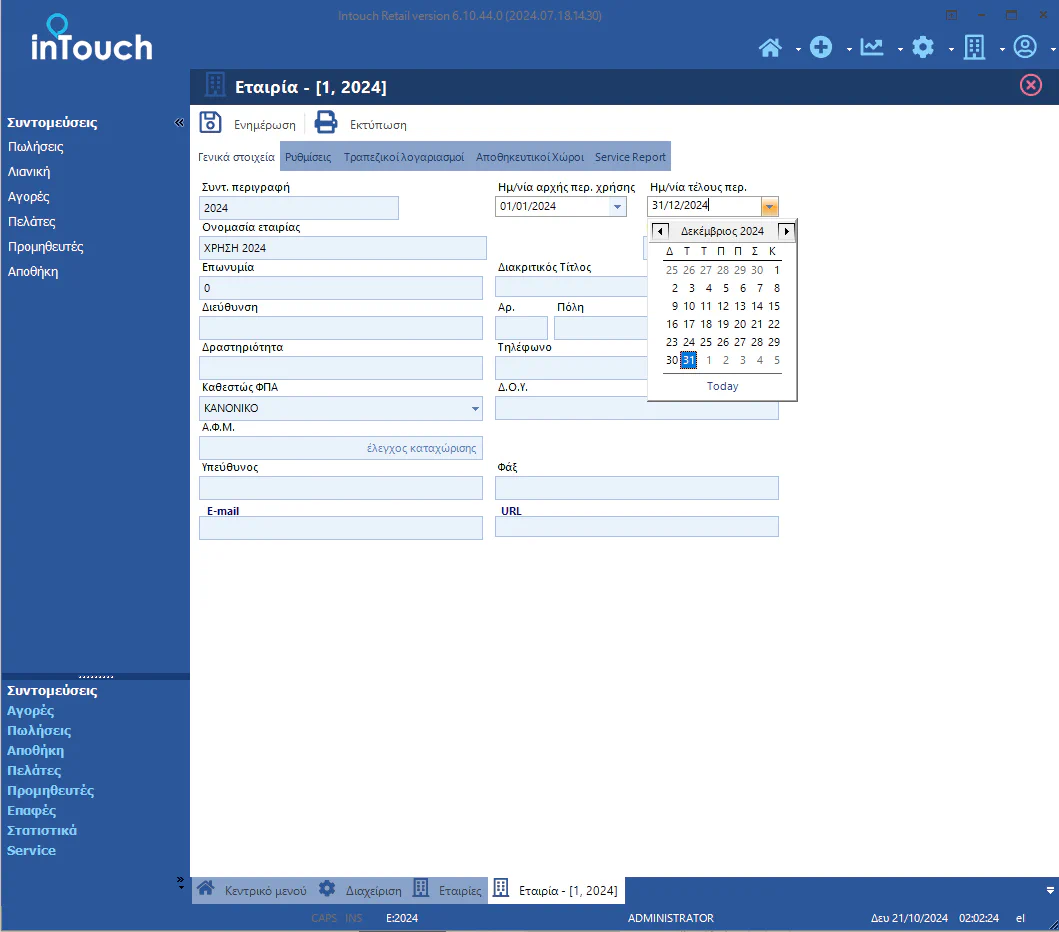 Intouch Retail version 6.10.44.0 (2024.07.18.14.30)
inTouch
Εταιρία - [1, 2024]
Συντομεύσεις «
Πωλήσεις
Λιανική
Αγορές
Πελάτες
Προμηθευτές
Αποθήκη
Ενημέρωση Εκτύπωση
Γενικά στοιχεία Ρυθμίσεις Τραπεζικοί λογαριασμοί Αποθηκευτικοί Χώροι Service Report
Συντ. περιγραφή Ημ/νία αρχής περ. χρήσης Ημ/νία τέλους περ.
2024 01/01/2024 31/12/2024
Ονομασία εταιρίας
ΧΡΗΣΗ 2024
Επωνυμία Διακριτικός Τίτλος
0
Διεύθυνση Αρ. Πόλη
Δραστηριότητα Τηλέφωνο
Καθεστώς ΦΠΑ Δ.Ο.Υ.
ΚΑΝΟΝΙΚΟ
Α.Φ.Μ.
έλεγχος καταχώρισης
Υπεύθυνος Φάξ
E-mail URL
Δεκέμβριος 2024
Δ Τ Τ Π Π Σ Κ
25 26 27 28 29 30 1
2 3 4 5 6 7 8
9 10 11 12 13 14 15
16 17 18 19 20 21 22
23 24 25 26 27 28 29
30 31 1 2 3 4 5
Today
Συντομεύσεις
Αγορές
Πωλήσεις
Αποθήκη
Πελάτες
Προμηθευτές
Επαφές
Στατιστικά
Service
Κεντρικό μενού Διαχείριση Εταιρίες Εταιρία - [1, 2024]
CAPS INS E:2024 ADMINISTRATOR Δευ 21/10/2024 02:02:24 el